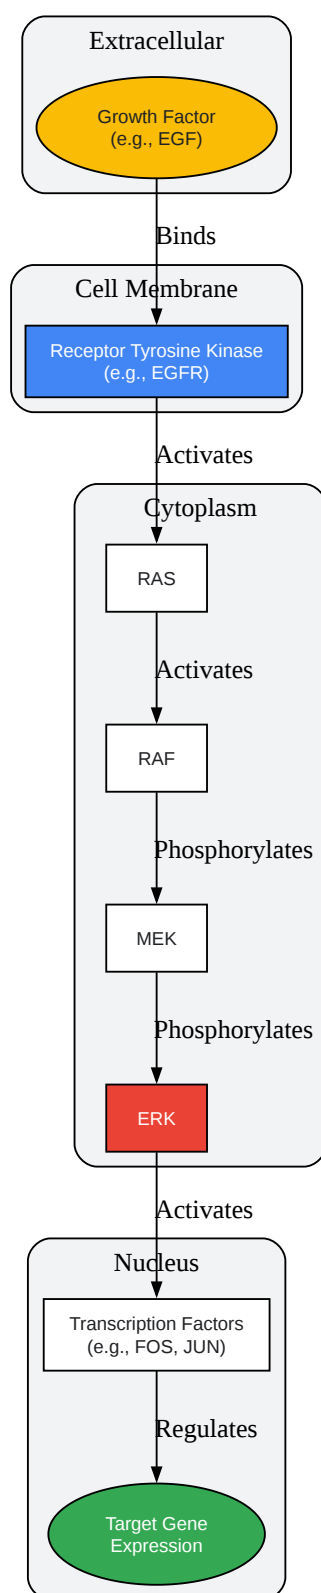 Extracellular
Growth Factor
(e.g., EGF)
Binds
Cell Membrane
Receptor Tyrosine Kinase
(e.g., EGFR)
Activates
Cytoplasm
RAS
Activates
RAF
Phosphorylates
MEK
Phosphorylates
ERK
Activates
Nucleus
Transcription Factors
(e.g., FOS, JUN)
Regulates
Target Gene
Expression